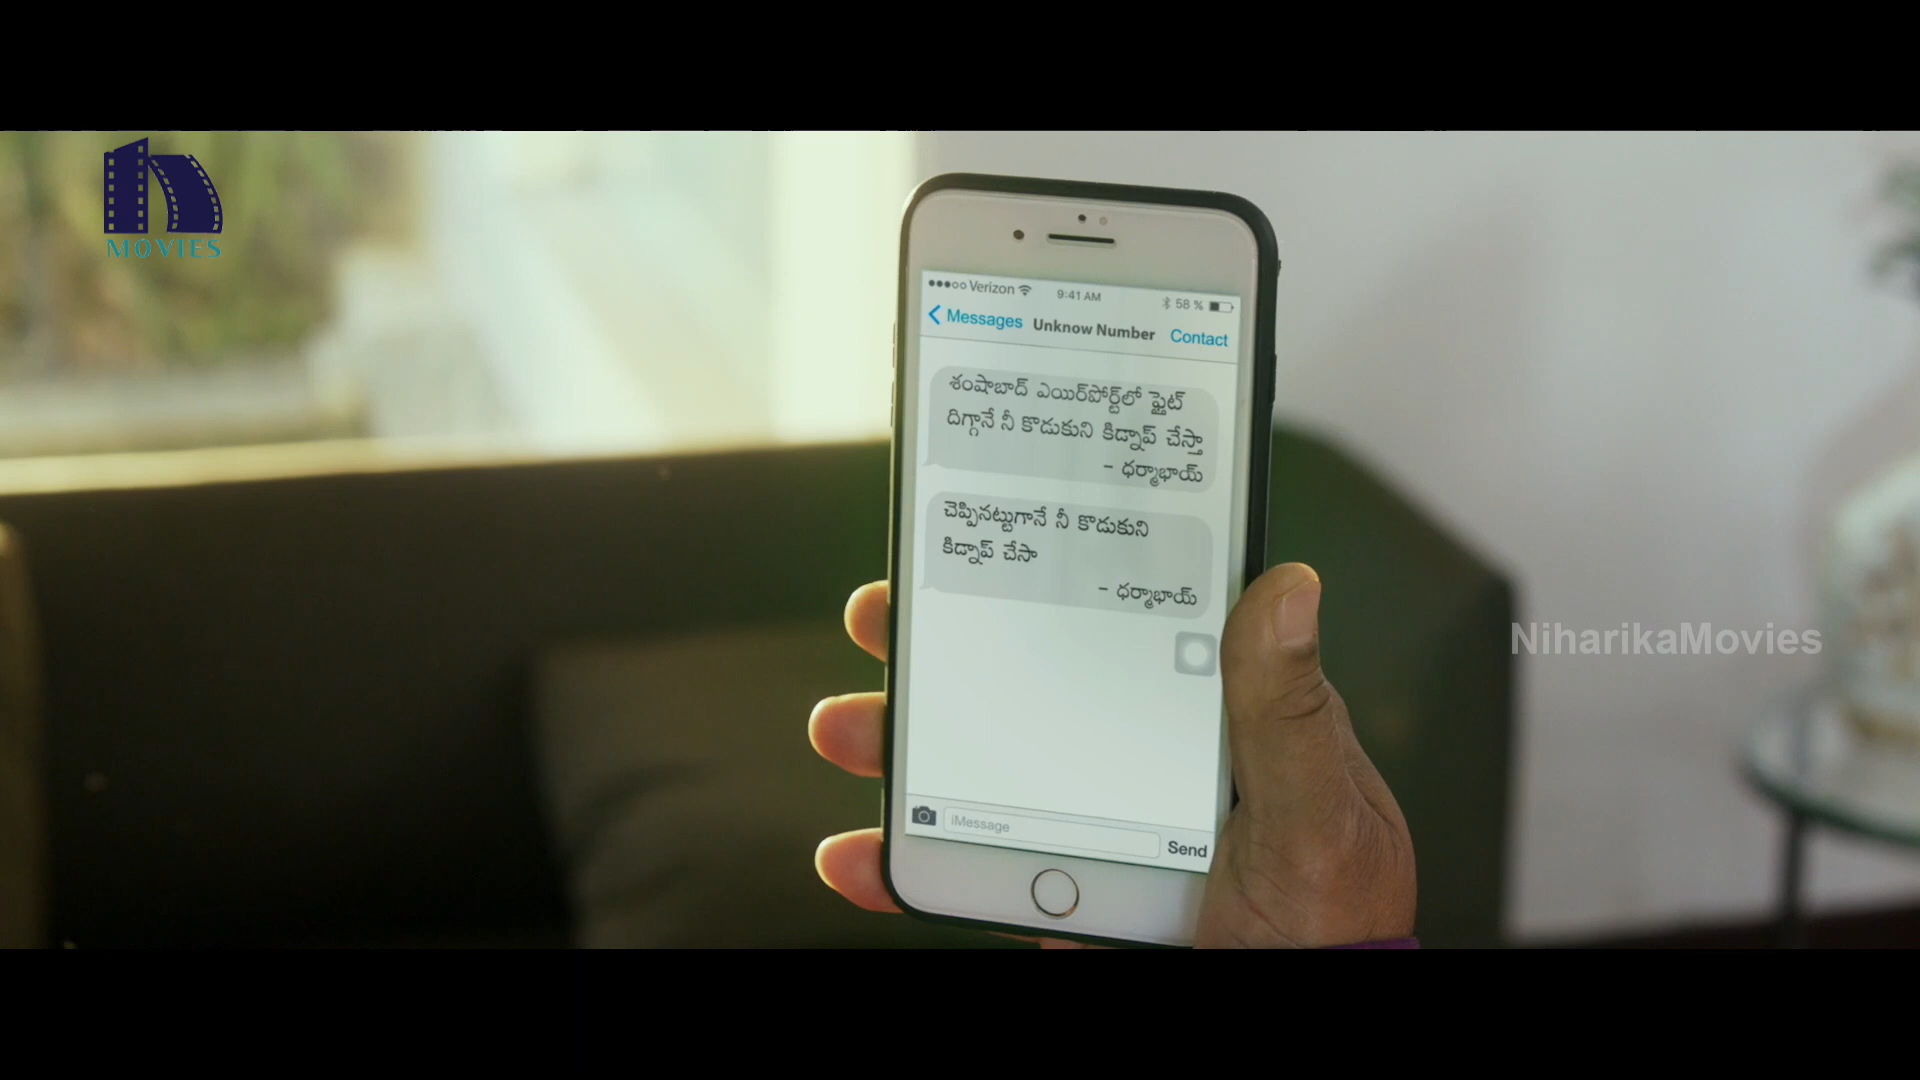 MOVIES
Verizon 9:41 AM 58 %
Messages Unknow Number Contact
శంషాబాద్ ఎయిర్‌పోర్ట్‌లో ఫ్లైట్
దిగ్గానే నీ కొడుకుని కిడ్నాప్ చేస్తా
- ధర్మాభాయ్
చెప్పినట్టుగానే నీ కొడుకుని
కిడ్నాప్ చేసా
- ధర్మాభాయ్
NiharikaMovies
iMessage
Send